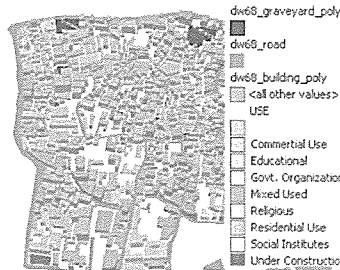 dw68_graveyard_poly
dw68_road
dw68_building_poly
<all other values>
USE
Commertial Use
Educational
Govt. Organization
Mixed Used
Religious
Residential Use
Social Institutes
Under Constructio